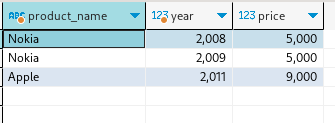 ABC product_name 123 year 123 price
Nokia 2,008 5,000
Nokia 2,009 5,000
Apple 2,011 9,000